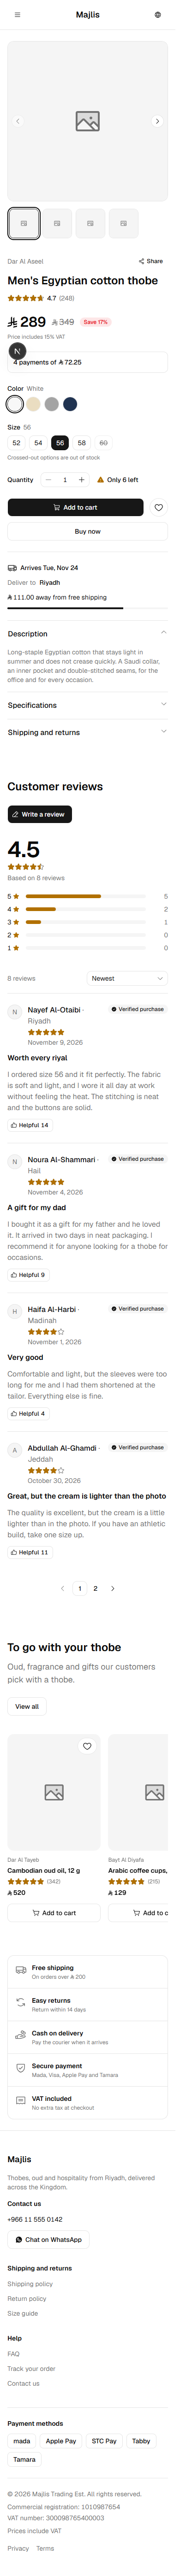 Majlis
Dar Al Aseel
Share
Men's Egyptian cotton thobe
4.7 (248)
⃁ 289 ⃁ 349 Save 17%
Price includes 15% VAT
N
4 payments of ⃁ 72.25
Color White
Size 56
52 54 56 58 60
Crossed-out options are out of stock
Quantity 1 Only 6 left
Add to cart
Buy now
Arrives Tue, Nov 24
Deliver to Riyadh
⃁ 111.00 away from free shipping
Description
Long-staple Egyptian cotton that stays light in
summer and does not crease quickly. A Saudi collar,
an inner pocket and double-stitched seams, for the
office and for every occasion.
Specifications
Shipping and returns
Customer reviews
Write a review
4.5
Based on 8 reviews
5 5
4 2
3 1
2 0
1 0
8 reviews Newest
N Nayef Al-Otaibi · Verified purchase
Riyadh
November 9, 2026
Worth every riyal
I ordered size 56 and it fit perfectly. The fabric
is soft and light, and I wore it all day at work
without feeling the heat. The stitching is neat
and the buttons are solid.
Helpful 14
N Noura Al-Shammari · Verified purchase
Hail
November 4, 2026
A gift for my dad
I bought it as a gift for my father and he loved
it. It arrived in two days in neat packaging. I
recommend it for anyone looking for a thobe for
occasions.
Helpful 9
H Haifa Al-Harbi · Verified purchase
Madinah
November 1, 2026
Very good
Comfortable and light, but the sleeves were too
long for me and I had them shortened at the
tailor. Everything else is fine.
Helpful 4
A Abdullah Al-Ghamdi · Verified purchase
Jeddah
October 30, 2026
Great, but the cream is lighter than the photo
The quality is excellent, but the cream is a little
lighter than in the photo. If you have an athletic
build, take one size up.
Helpful 11
1 2
To go with your thobe
Oud, fragrance and gifts our customers
pick with a thobe.
View all
Dar Al Tayeb
Cambodian oud oil, 12 g
(342)
⃁ 520
Add to cart
Bayt Al Diyafa
Arabic coffee cups,
(215)
⃁ 129
Add to c
Free shipping
On orders over ⃁ 200
Easy returns
Return within 14 days
Cash on delivery
Pay the courier when it arrives
Secure payment
Mada, Visa, Apple Pay and Tamara
VAT included
No extra tax at checkout
Majlis
Thobes, oud and hospitality from Riyadh, delivered
across the Kingdom.
Contact us
+966 11 555 0142
Chat on WhatsApp
Shipping and returns
Shipping policy
Return policy
Size guide
Help
FAQ
Track your order
Contact us
Payment methods
mada Apple Pay STC Pay Tabby
Tamara
© 2026 Majlis Trading Est. All rights reserved.
Commercial registration: 1010987654
VAT number: 300098765400003
Prices include VAT
Privacy Terms